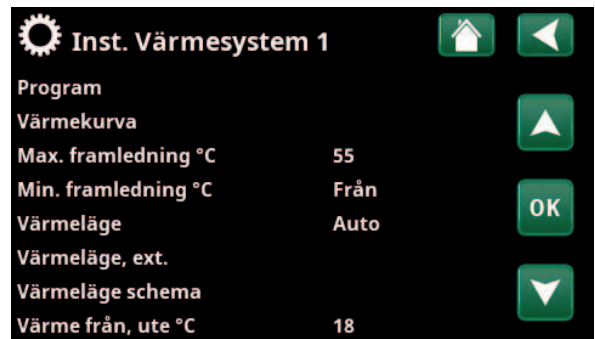 Inst. Värmesystem 1
Program
Värmekurva
Max. framledning °C 55
Min. framledning °C Från
Värmeläge Auto
Värmeläge, ext.
Värmeläge schema
Värme från, ute °C 18
OK